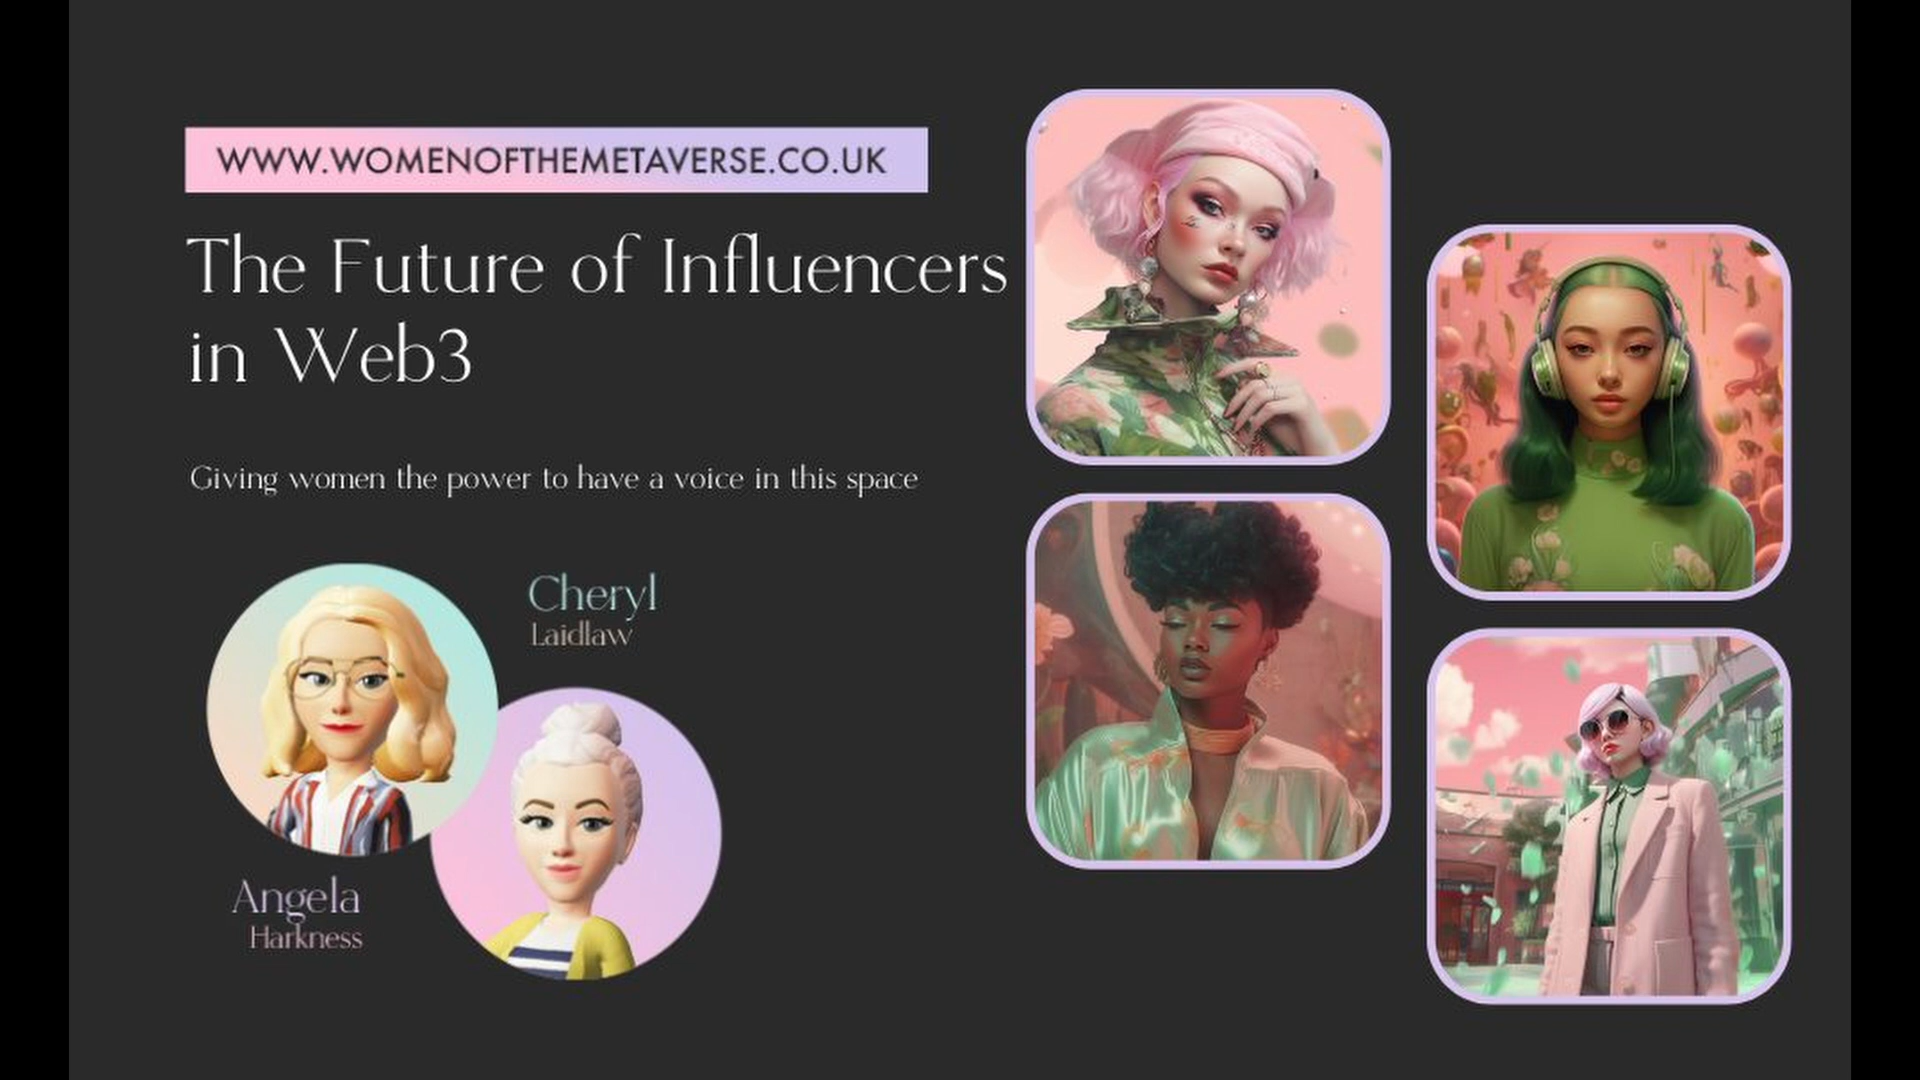 WWW.WOMENOFTHEMETAVERSE.CO.UK
The Future of Influencers
in Web3
Giving women the power to have a voice in this space
Cheryl
Laidlaw
Angela
Harkness